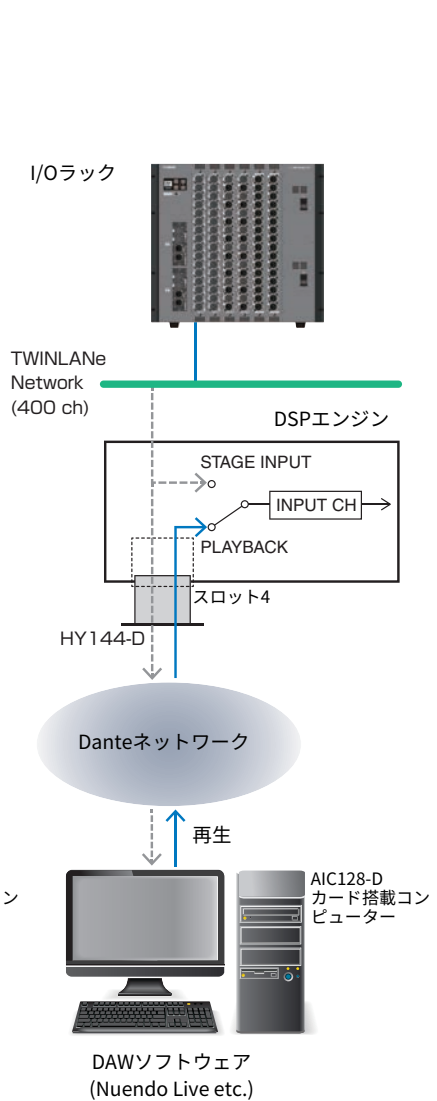 I/Oラック
TWINLANe
Network
(400 ch)
DSPエンジン
STAGE INPUT
INPUT CH
PLAYBACK
スロット4
HY144-D
Danteネットワーク
再生
ン
AIC128-D
カード搭載コン
ピューター
DAWソフトウェア
(Nuendo Live etc.)